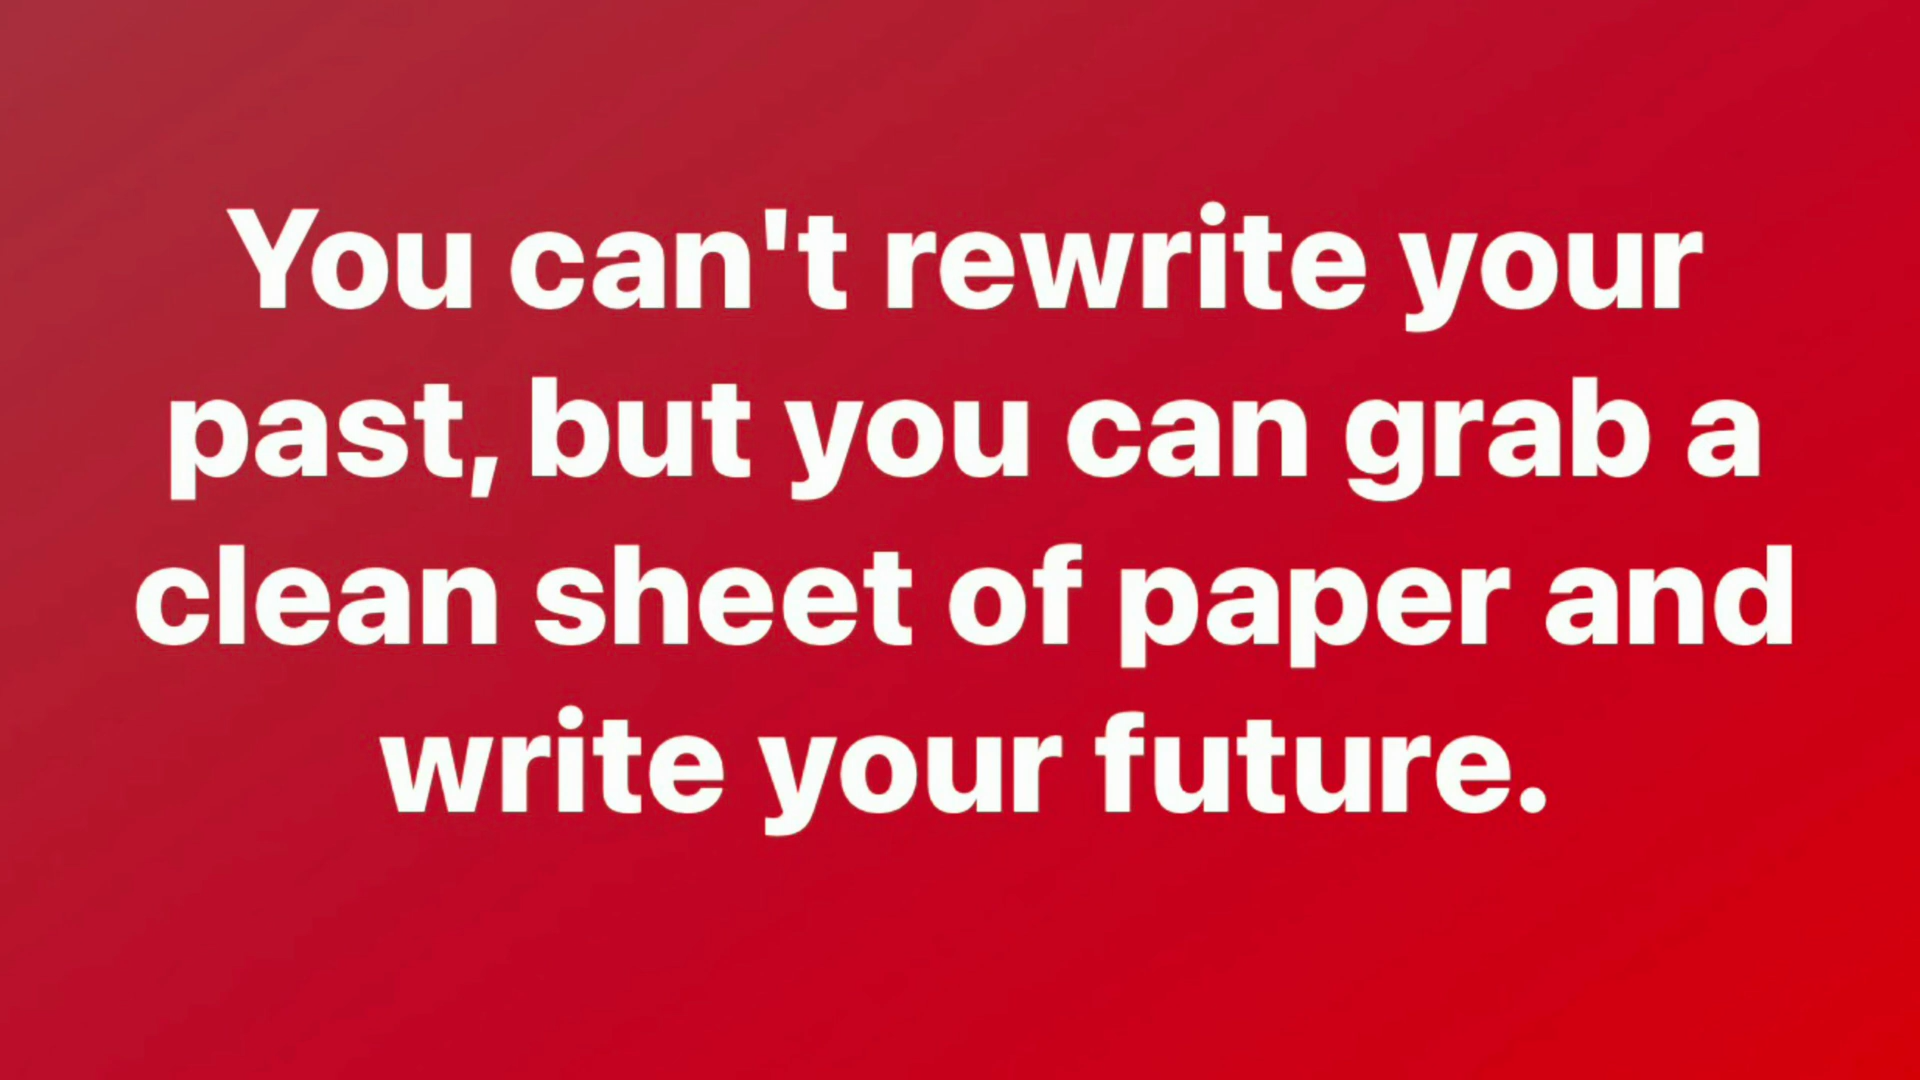 You can't rewrite your
past, but you can grab a
clean sheet of paper and
write your future.